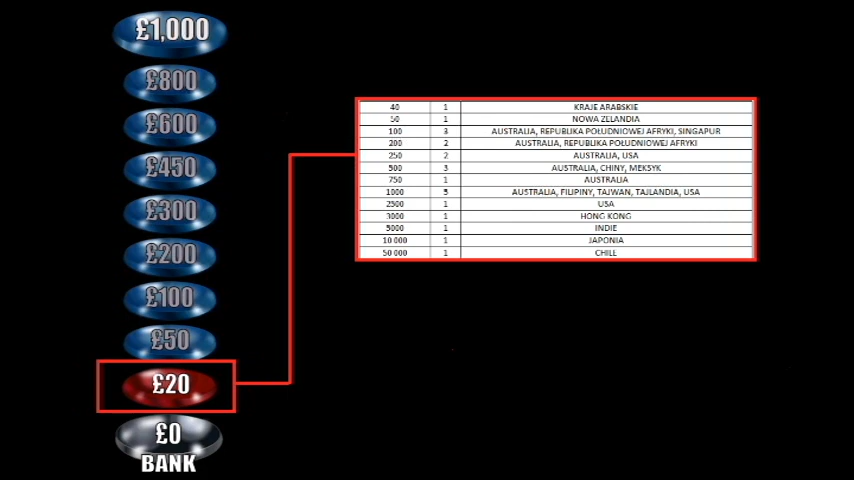 £1,000
£800
£600
£450
£300
£200
£100
£50
£20
£0
BANK
40 1 KRAJE ARABSKIE
50 1 NOWA ZELANDIA
100 3 AUSTRALIA, REPUBLIKA POŁUDNIOWEJ AFRYKI, SINGAPUR
200 2 AUSTRALIA, REPUBLIKA POŁUDNIOWEJ AFRYKI
250 2 AUSTRALIA, USA
500 3 AUSTRALIA, CHINY, MEKSYK
750 1 AUSTRALIA
1000 5 AUSTRALIA, FILIPINY, TAJWAN, TAJLANDIA, USA
2500 1 USA
3000 1 HONG KONG
5000 1 INDIE
10 000 1 JAPONIA
50 000 1 CHILE